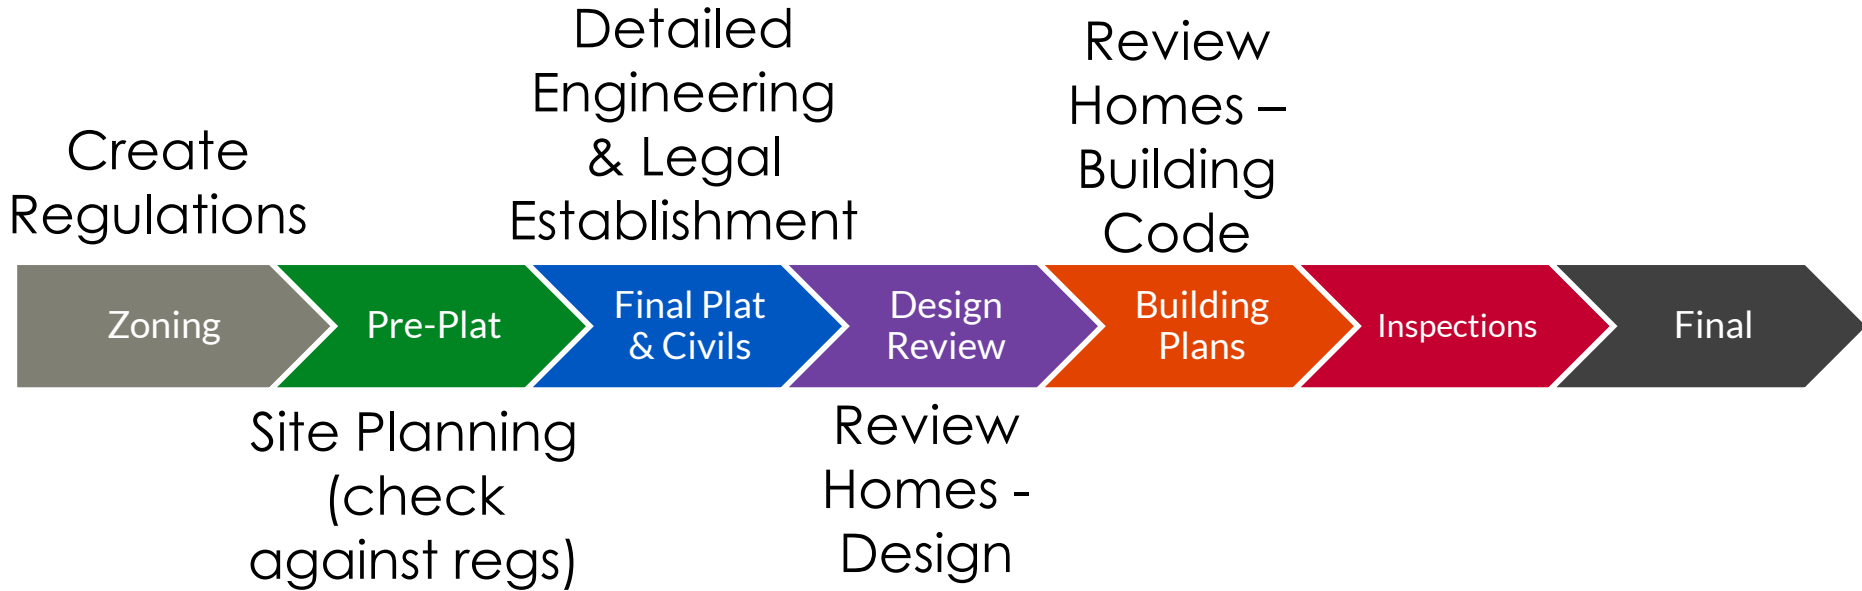 Create
Regulations
Detailed
Engineering
& Legal
Establishment
Review
Homes –
Building
Code
Zoning
Pre-Plat
Final Plat
& Civils
Design
Review
Building
Plans
Inspections
Final
Site Planning
(check
against regs)
Review
Homes -
Design